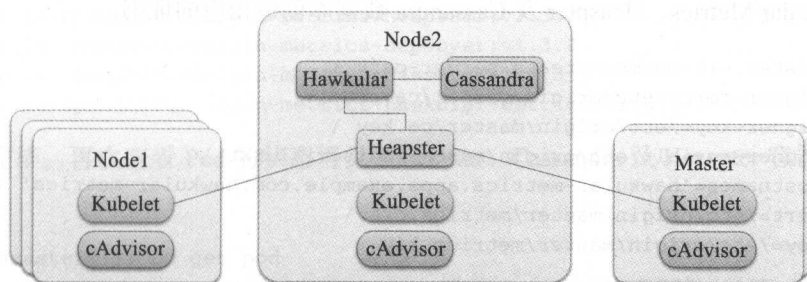 Node2
Hawkular
Cassandra
Heapster
Kubelet
cAdvisor
Node1
Kubelet
cAdvisor
Master
Kubelet
cAdvisor